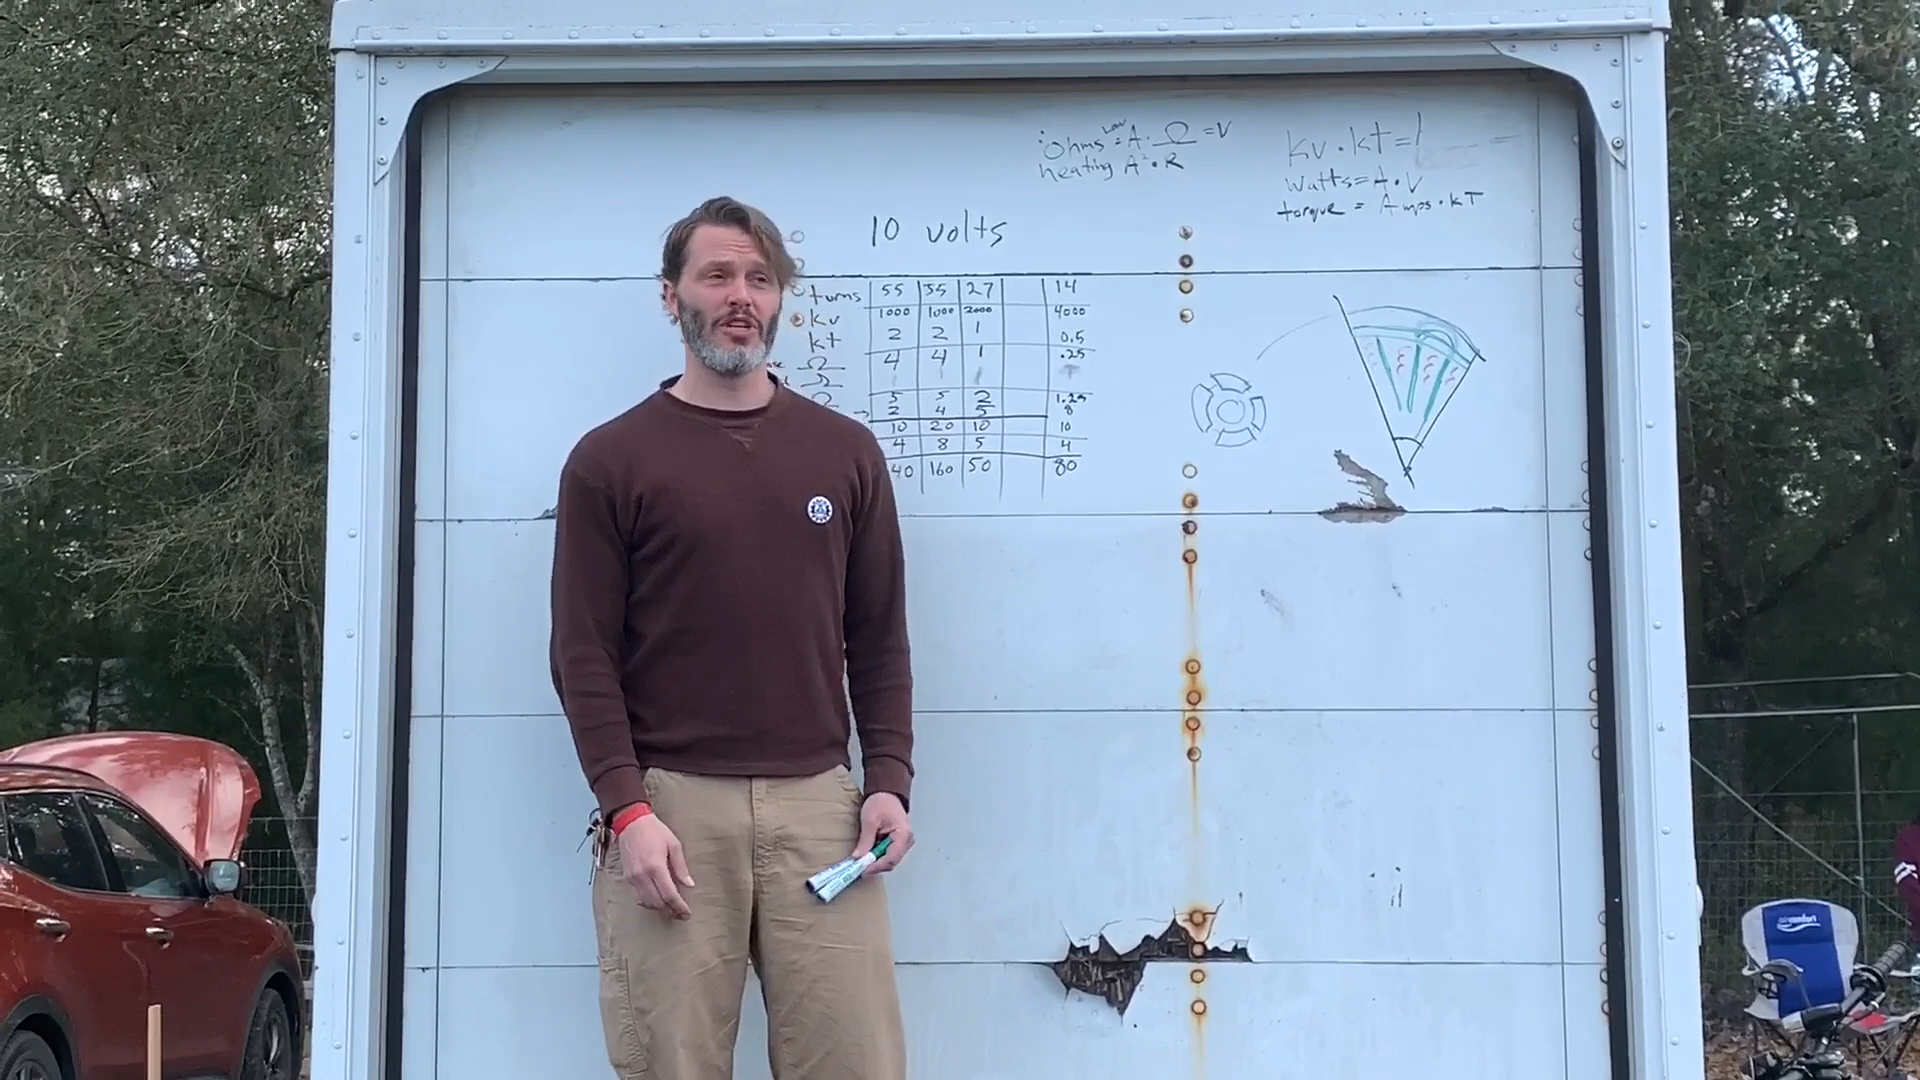 ohms Law = A · Ω = V
heating A² · R
kv · kt = 1
Watts = A · V
torque = Amps · kT
10 volts
turns 55 55 27 14
kv 1000 1000 2000 4000
kt 2 2 1 0.5
Ω 4 4 1 .25
Ω 5 5 2 1.25
→ 2 4 5 8
10 20 10 10
4 8 5 4
40 160 50 80
aircomfort